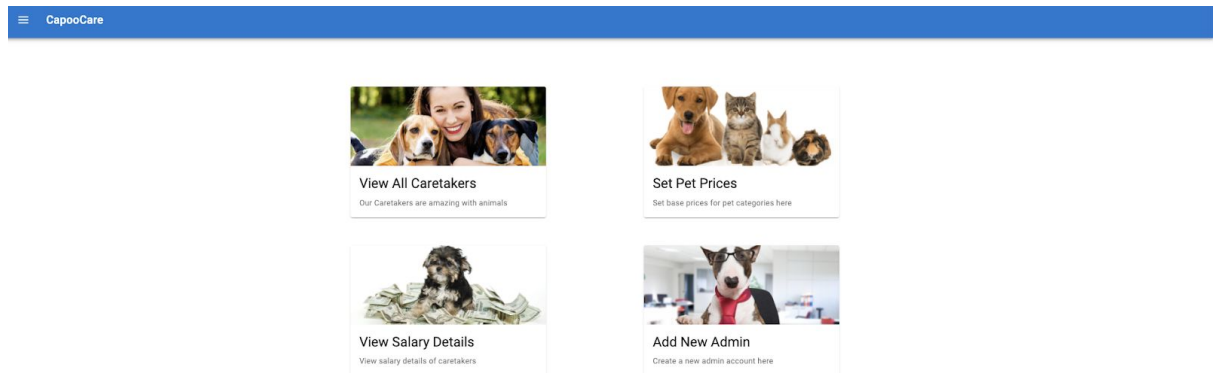 CapooCare
View All Caretakers
Our Caretakers are amazing with animals
Set Pet Prices
Set base prices for pet categories here
View Salary Details
View salary details of caretakers
Add New Admin
Create a new admin account here